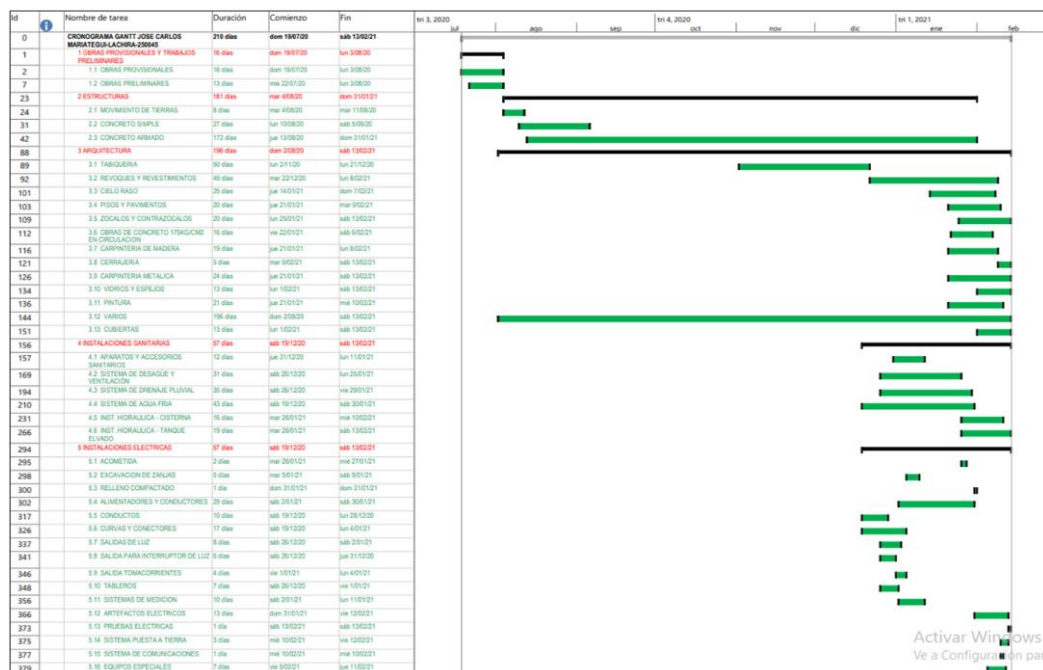 Id Nombre de tarea Duración Comienzo Fin tri 3, 2020 tri 4, 2020 tri 1, 2021
jul ago sep oct nov dic ene feb
0 CRONOGRAMA GANTT JOSE CARLOS 210 días dom 19/07/20 sáb 13/02/21
MARIATEGUI-LACHIRA-250045
1 1 OBRAS PROVISIONALES Y TRABAJOS 16 días dom 19/07/20 lun 3/08/20
PRELIMINARES
2 1.1 OBRAS PROVISIONALES 16 días dom 19/07/20 lun 3/08/20
7 1.2 OBRAS PRELIMINARES 13 días mié 22/07/20 lun 3/08/20
23 2 ESTRUCTURAS 181 días mar 4/08/20 dom 31/01/21
24 2.1 MOVIMIENTO DE TIERRAS 8 días mar 4/08/20 mar 11/08/20
31 2.2 CONCRETO SIMPLE 27 días lun 10/08/20 sáb 5/09/20
42 2.3 CONCRETO ARMADO 172 días jue 13/08/20 dom 31/01/21
88 3 ARQUITECTURA 196 días dom 2/08/20 sáb 13/02/21
89 3.1 TABIQUERIA 50 días lun 2/11/20 lun 21/12/20
92 3.2 REVOQUES Y REVESTIMIENTOS 49 días mar 22/12/20 lun 8/02/21
101 3.3 CIELO RASO 25 días jue 14/01/21 dom 7/02/21
103 3.4 PISOS Y PAVIMENTOS 20 días jue 21/01/21 mar 9/02/21
109 3.5 ZOCALOS Y CONTRAZOCALOS 20 días lun 25/01/21 sáb 13/02/21
112 3.6 OBRAS DE CONCRETO 175KG/CM2 16 días vie 22/01/21 sáb 6/02/21
EN CIRCULACION
116 3.7 CARPINTERIA DE MADERA 19 días jue 21/01/21 lun 8/02/21
121 3.8 CERRAJERIA 5 días mar 9/02/21 sáb 13/02/21
126 3.9 CARPINTERIA METALICA 24 días jue 21/01/21 sáb 13/02/21
134 3.10 VIDRIOS Y ESPEJOS 13 días lun 1/02/21 sáb 13/02/21
136 3.11 PINTURA 21 días jue 21/01/21 mié 10/02/21
144 3.12 VARIOS 196 días dom 2/08/20 sáb 13/02/21
151 3.13 CUBIERTAS 13 días lun 1/02/21 sáb 13/02/21
156 4 INSTALACIONES SANITARIAS 57 días sáb 19/12/20 sáb 13/02/21
157 4.1 APARATOS Y ACCESORIOS 12 días jue 31/12/20 lun 11/01/21
SANITARIOS
169 4.2 SISTEMA DE DESAGÜE Y 31 días sáb 26/12/20 lun 25/01/21
VENTILACIÓN
194 4.3 SISTEMA DE DRENAJE PLUVIAL 35 días sáb 26/12/20 vie 29/01/21
210 4.4 SISTEMA DE AGUA FRIA 43 días sáb 19/12/20 sáb 30/01/21
231 4.5 INST. HIDRAULICA - CISTERNA 16 días mar 26/01/21 mié 10/02/21
266 4.6 INST. HIDRAULICA - TANQUE 19 días mar 26/01/21 sáb 13/02/21
ELVADO
294 5 INSTALACIONES ELECTRICAS 57 días sáb 19/12/20 sáb 13/02/21
295 5.1 ACOMETIDA 2 días mar 26/01/21 mié 27/01/21
298 5.2 EXCAVACION DE ZANJAS 5 días mar 5/01/21 sáb 9/01/21
300 5.3 RELLENO COMPACTADO 1 día dom 31/01/21 dom 31/01/21
302 5.4 ALIMENTADORES Y CONDUCTORES 29 días sáb 2/01/21 sáb 30/01/21
317 5.5 CONDUCTOS 10 días sáb 19/12/20 lun 28/12/20
326 5.6 CURVAS Y CONECTORES 17 días sáb 19/12/20 lun 4/01/21
337 5.7 SALIDAS DE LUZ 8 días sáb 26/12/20 sáb 2/01/21
341 5.8 SALIDA PARA INTERRUPTOR DE LUZ 6 días sáb 26/12/20 jue 31/12/20
346 5.9 SALIDA TOMACORRIENTES 4 días vie 1/01/21 lun 4/01/21
348 5.10 TABLEROS 7 días sáb 26/12/20 vie 1/01/21
356 5.11 SISTEMAS DE MEDICION 10 días sáb 2/01/21 lun 11/01/21
366 5.12 ARTEFACTOS ELECTRICOS 13 días dom 31/01/21 vie 12/02/21
373 5.13 PRUEBAS ELECTRICAS 1 día sáb 13/02/21 sáb 13/02/21
375 5.14 SISTEMA PUESTA A TIERRA 3 días mié 10/02/21 vie 12/02/21
377 5.15 SISTEMA DE COMUNICACIONES 1 día mié 10/02/21 mié 10/02/21
379 5.16 EQUIPOS ESPECIALES 7 días vie 5/02/21 jue 11/02/21
Activar Windows
Ve a Configuración par